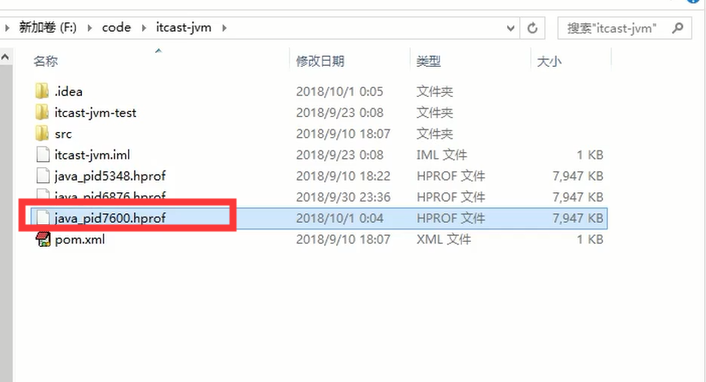 新加卷 (F:) code itcast-jvm 搜索"itcast-jvm"
名称 修改日期 类型 大小
.idea 2018/10/1 0:05 文件夹
itcast-jvm-test 2018/9/23 0:08 文件夹
src 2018/9/10 18:07 文件夹
itcast-jvm.iml 2018/9/23 0:08 IML 文件 1 KB
java_pid5348.hprof 2018/9/10 18:22 HPROF 文件 7,947 KB
java_pid6876.hprof 2018/9/30 23:36 HPROF 文件 7,947 KB
java_pid7600.hprof 2018/10/1 0:04 HPROF 文件 7,947 KB
pom.xml 2018/9/10 18:07 XML 文件 1 KB